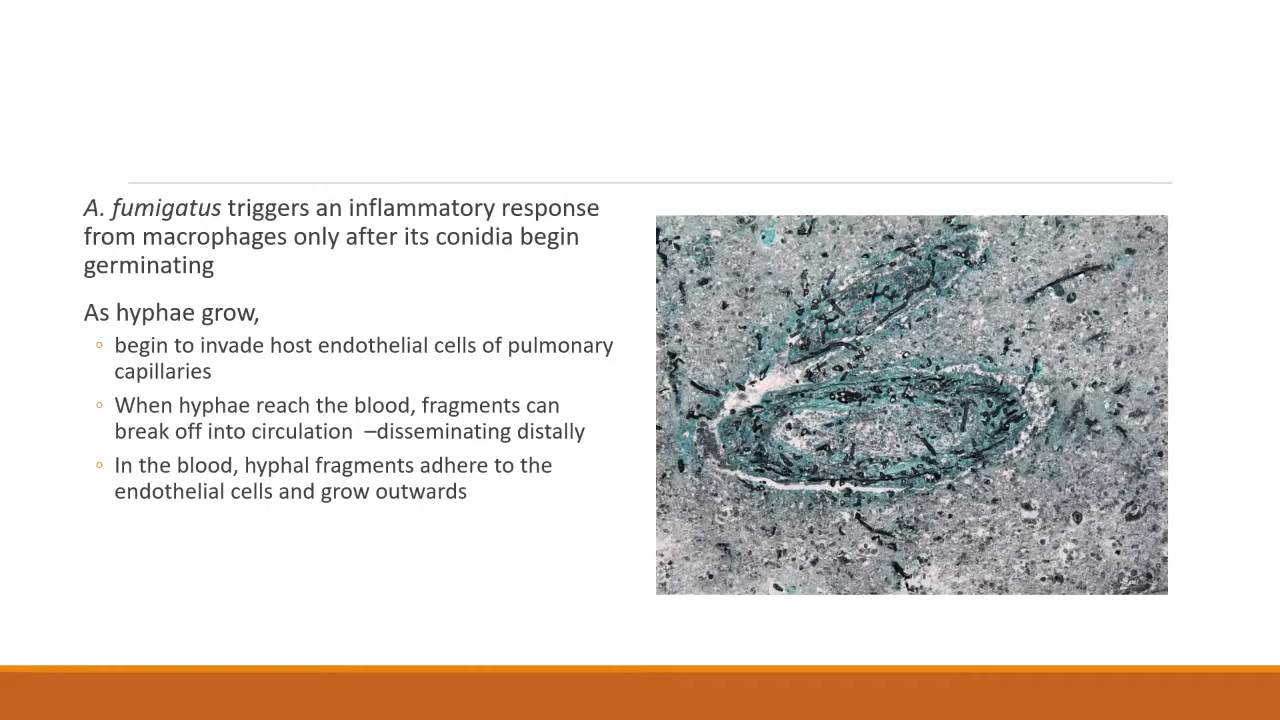 A. fumigatus triggers an inflammatory response
from macrophages only after its conidia begin
germinating
As hyphae grow,
◦ begin to invade host endothelial cells of pulmonary
capillaries
◦ When hyphae reach the blood, fragments can
break off into circulation  –disseminating distally
◦ In the blood, hyphal fragments adhere to the
endothelial cells and grow outwards